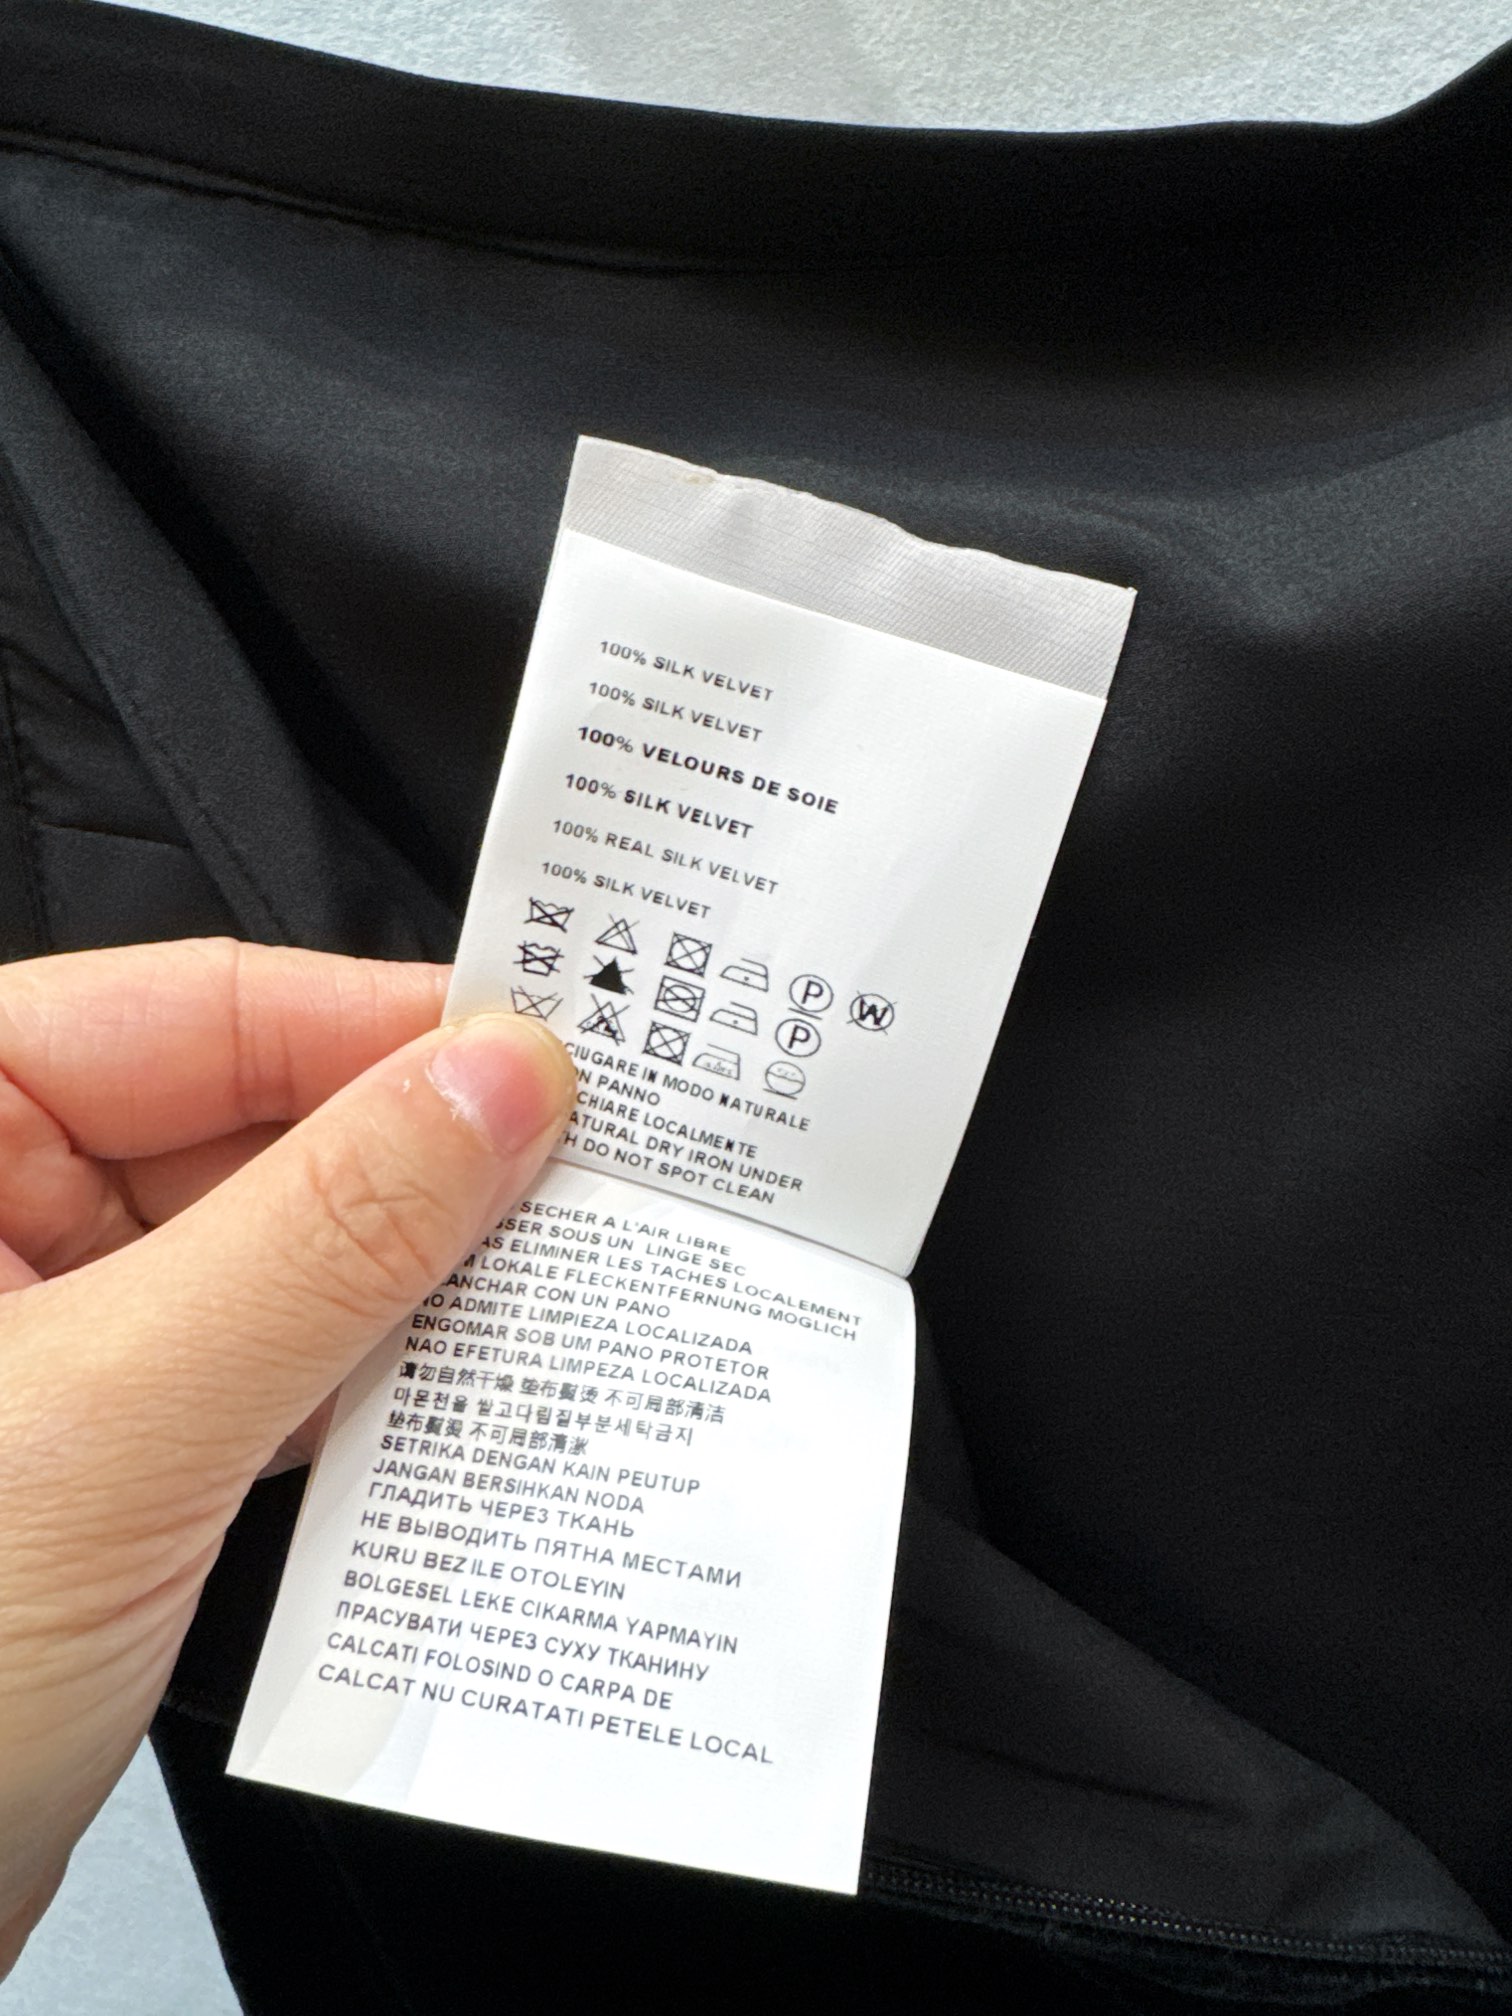 100% SILK VELVET
100% SILK VELVET
100% VELOURS DE SOIE
100% SILK VELVET
100% REAL SILK VELVET
100% SILK VELVET
P W
P
CIUGARE IN MODO NATURALE
ON PANNO
CHIARE LOCALMENTE
ATURAL DRY IRON UNDER
TH DO NOT SPOT CLEAN
SECHER A L'AIR LIBRE
SSER SOUS UN LINGE SEC
AS ELIMINER LES TACHES LOCALEMENT
M LOKALE FLECKENTFERNUNG MOGLICH
LANCHAR CON UN PANO
NO ADMITE LIMPIEZA LOCALIZADA
ENGOMAR SOB UM PANO PROTETOR
NAO EFETURA LIMPEZA LOCALIZADA
请勿自然干燥 垫布熨烫 不可局部清洁
마몬천을 쌀고다림질부분세탁금지
垫布熨烫 不可局部清潔
SETRIKA DENGAN KAIN PEUTUP
JANGAN BERSIHKAN NODA
ГЛАДИТЬ ЧЕРЕЗ ТКАНЬ
НЕ ВЫВОДИТЬ ПЯТНА МЕСТАМИ
KURU BEZ ILE OTOLEYIN
BOLGESEL LEKE CIKARMA YAPMAYIN
ПРАСУВАТИ ЧЕРЕЗ СУХУ ТКАНИНУ
CALCATI FOLOSIND O CARPA DE
CALCAT NU CURATATI PETELE LOCAL